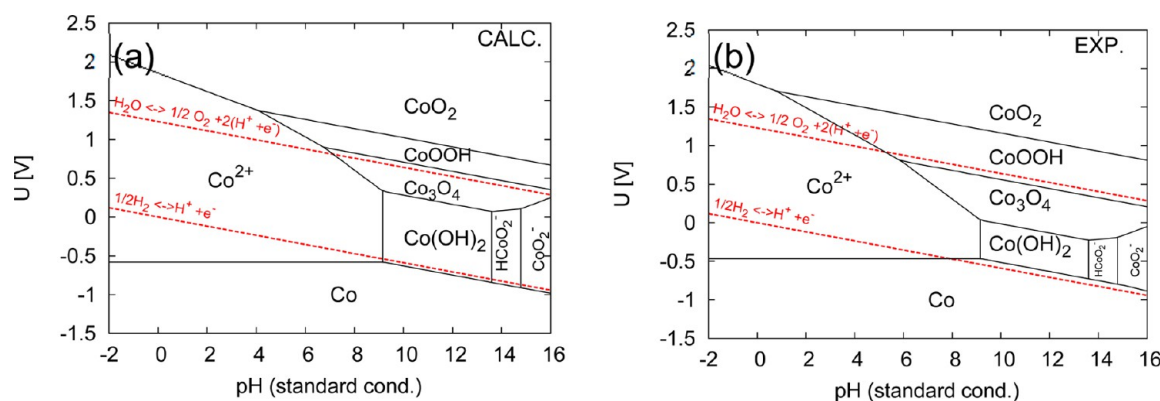 (a)
CALC.
2.5
2
1.5
1
0.5
0
-0.5
-1
-1.5
U [V]
H₂O <-> 1/2 O₂ +2(H⁺ +e⁻)
CoO₂
CoOOH
Co²⁺
Co₃O₄
1/2H₂ <->H⁺ +e⁻
Co(OH)₂
HCoO₂⁻
CoO₂⁻
Co
-2 0 2 4 6 8 10 12 14 16
pH (standard cond.)
(b)
EXP.
2.5
2
1.5
1
0.5
0
-0.5
-1
-1.5
U [V]
H₂O <-> 1/2 O₂ +2(H⁺ +e⁻)
CoO₂
CoOOH
Co²⁺
Co₃O₄
1/2H₂ <->H⁺ +e⁻
Co(OH)₂
HCoO₂⁻
CoO₂⁻
Co
-2 0 2 4 6 8 10 12 14 16
pH (standard cond.)